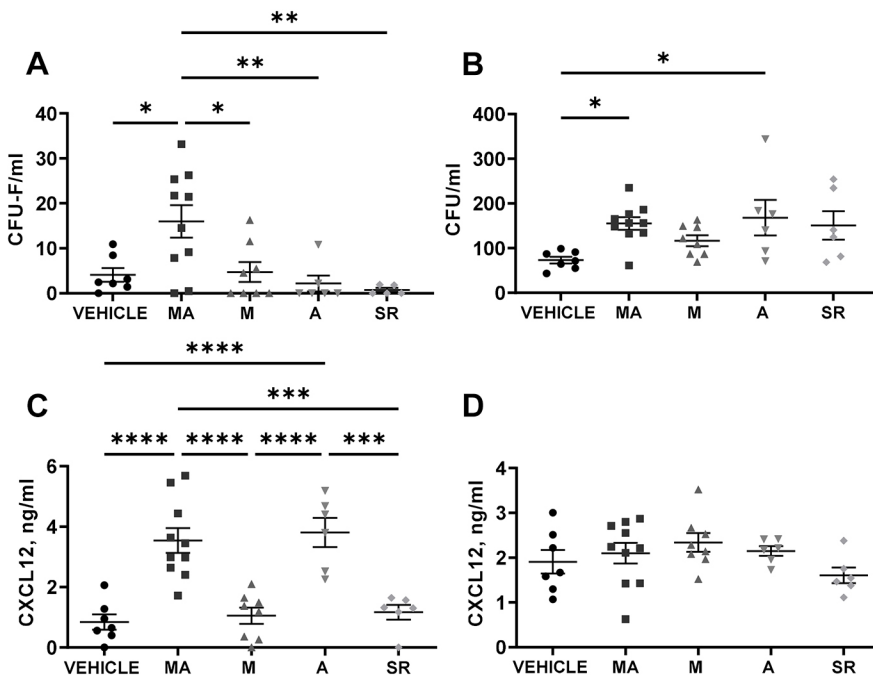 **
A
**
*
*
CFU-F/ml
40
30
20
10
0
VEHICLE MA M A SR
B
*
*
CFU/ml
400
300
200
100
0
VEHICLE MA M A SR
****
C
***
**** **** **** ***
CXCL12, ng/ml
6
4
2
0
VEHICLE MA M A SR
D
CXCL12, ng/ml
4
3
2
1
0
VEHICLE MA M A SR